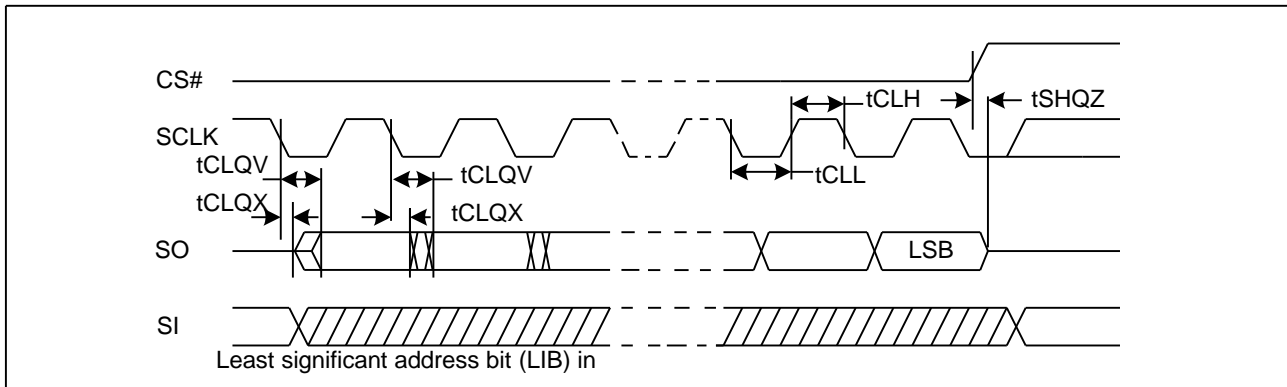 CS#
tCLH
tSHQZ
SCLK
tCLQV
tCLQV
tCLL
tCLQX
tCLQX
SO
LSB
SI
Least significant address bit (LIB) in